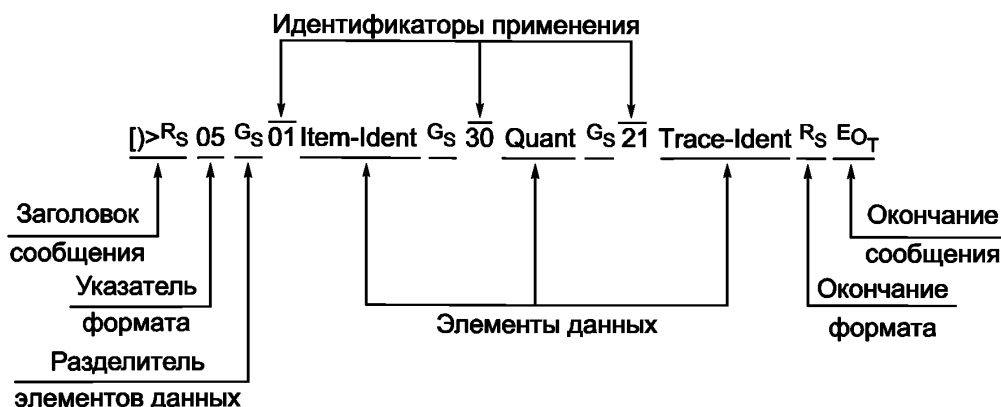 Идентификаторы применения
[)>RS 05 GS 01 Item-Ident GS 30 Quant GS 21 Trace-Ident RS EOT
Заголовок
сообщения
Окончание
сообщения
Указатель
формата
Элементы данных
Окончание
формата
Разделитель
элементов данных